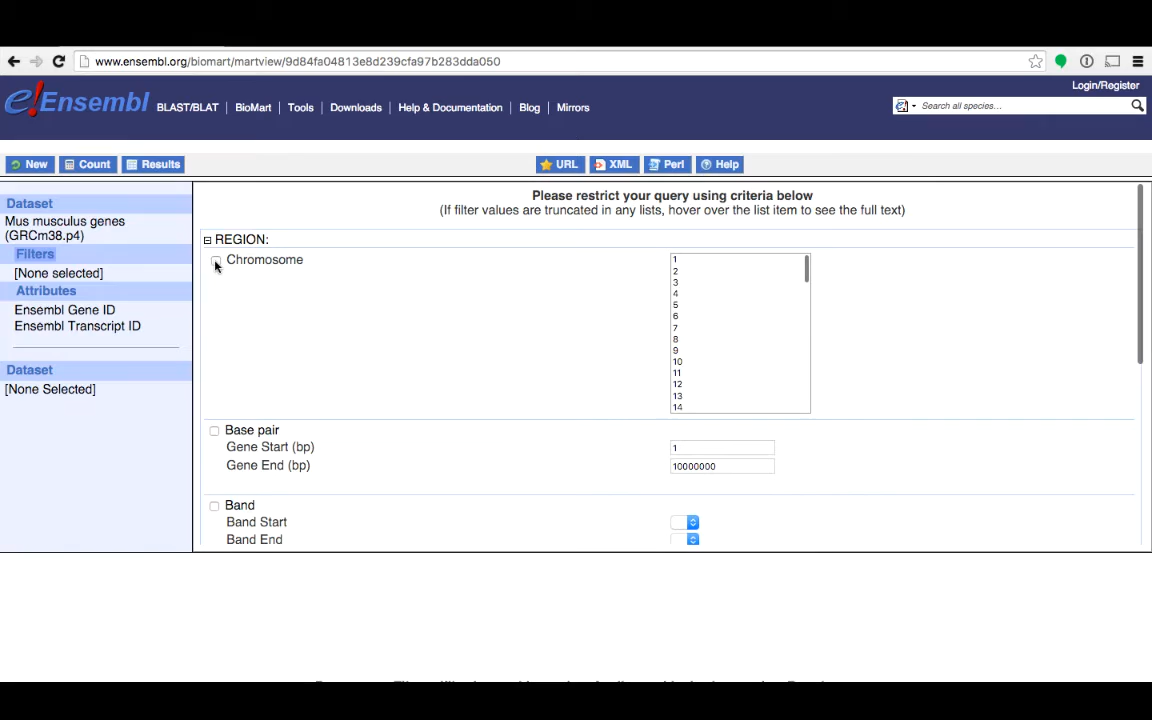 www.ensembl.org/biomart/martview/9d84fa04813e8d239cfa97b283dda050
Login/Register
e!Ensembl BLAST/BLAT | BioMart | Tools | Downloads | Help & Documentation | Blog | Mirrors
Search all species...
New Count Results URL XML Perl Help
Dataset
Mus musculus genes
(GRCm38.p4)
Filters
[None selected]
Attributes
Ensembl Gene ID
Ensembl Transcript ID
Dataset
[None Selected]
Please restrict your query using criteria below
(If filter values are truncated in any lists, hover over the list item to see the full text)
REGION:
Chromosome
1
2
3
4
5
6
7
8
9
10
11
12
13
14
Base pair
Gene Start (bp) 1
Gene End (bp) 10000000
Band
Band Start
Band End